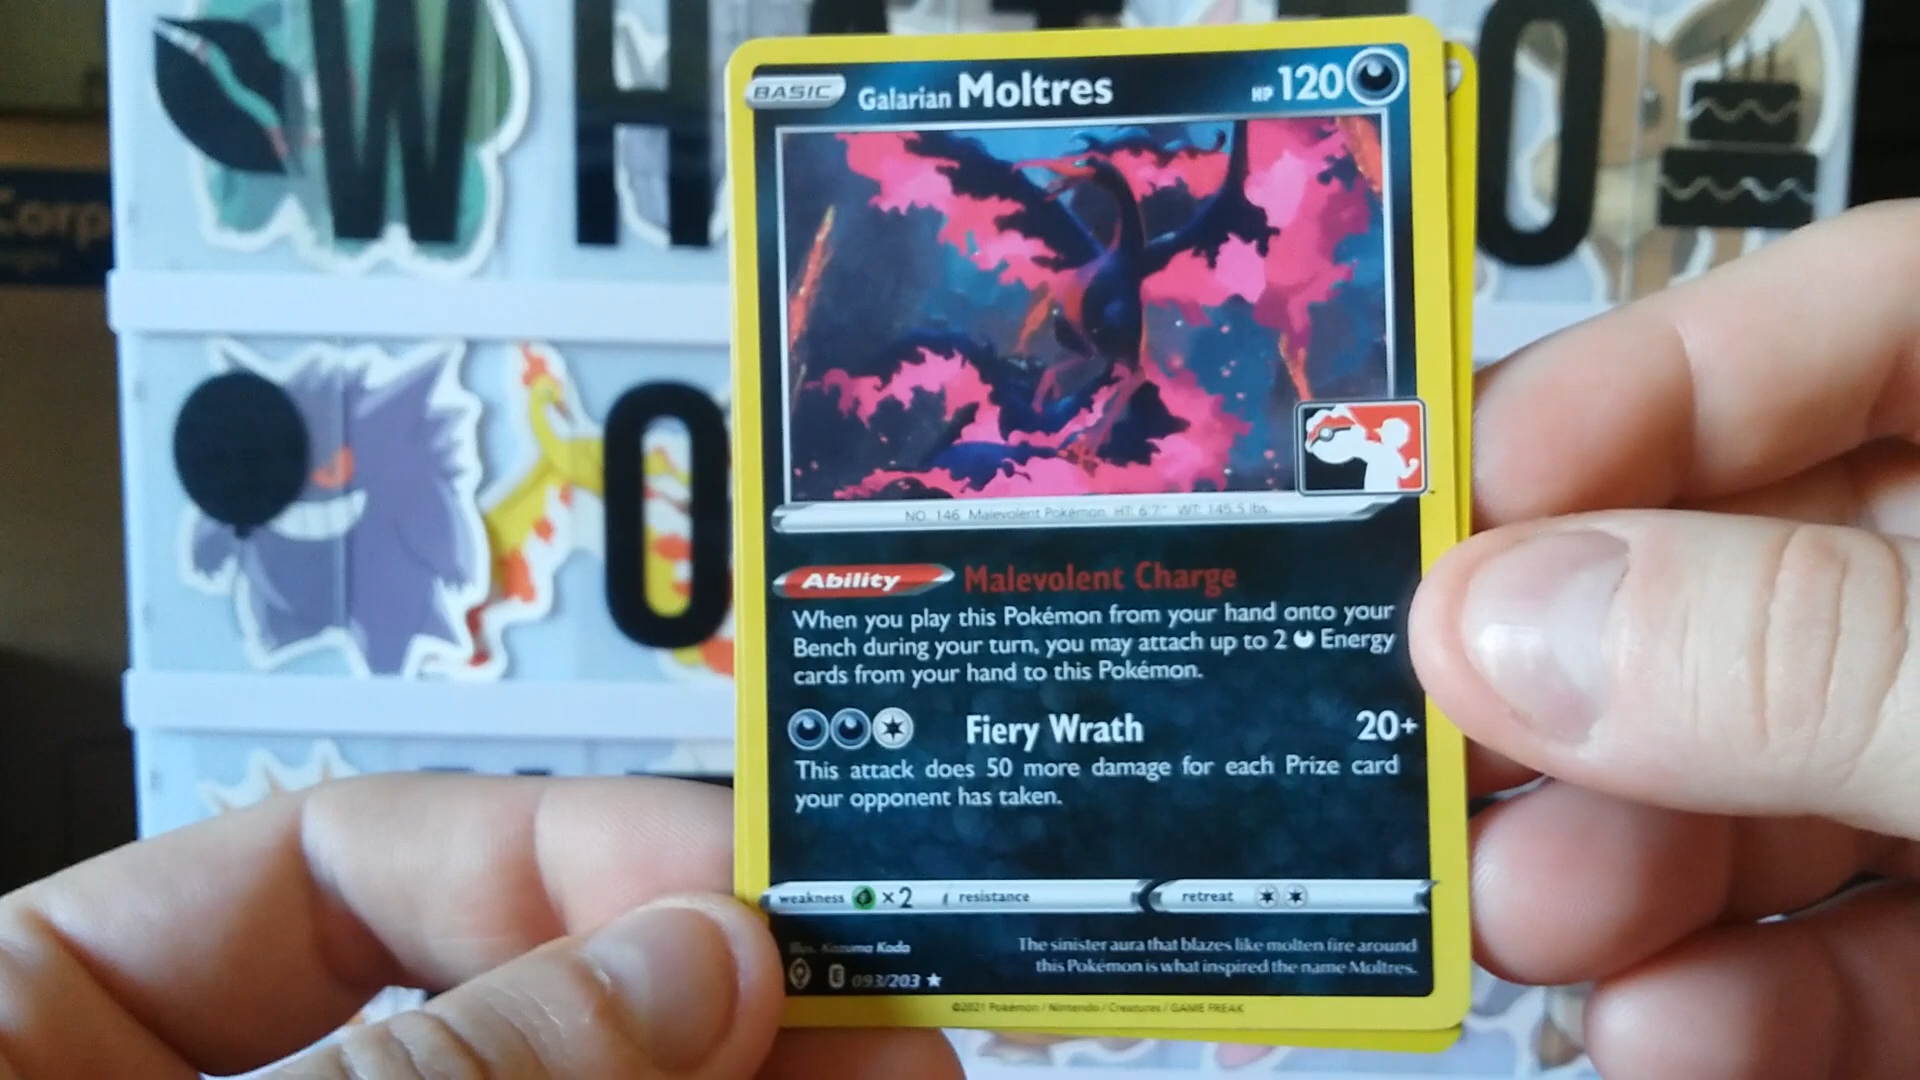 W H O
Corp
BASIC Galarian Moltres HP 120
NO. 146 Malevolent Pokémon HT: 6'7" WT: 145.5 lbs.
O
Ability Malevolent Charge
When you play this Pokémon from your hand onto your
Bench during your turn, you may attach up to 2 Energy
cards from your hand to this Pokémon.
Fiery Wrath 20+
This attack does 50 more damage for each Prize card
your opponent has taken.
weakness ×2 resistance retreat
Illus. Kazuma Koda
The sinister aura that blazes like molten fire around
this Pokémon is what inspired the name Moltres.
E 093/203 ★
©2021 Pokémon / Nintendo / Creatures / GAME FREAK